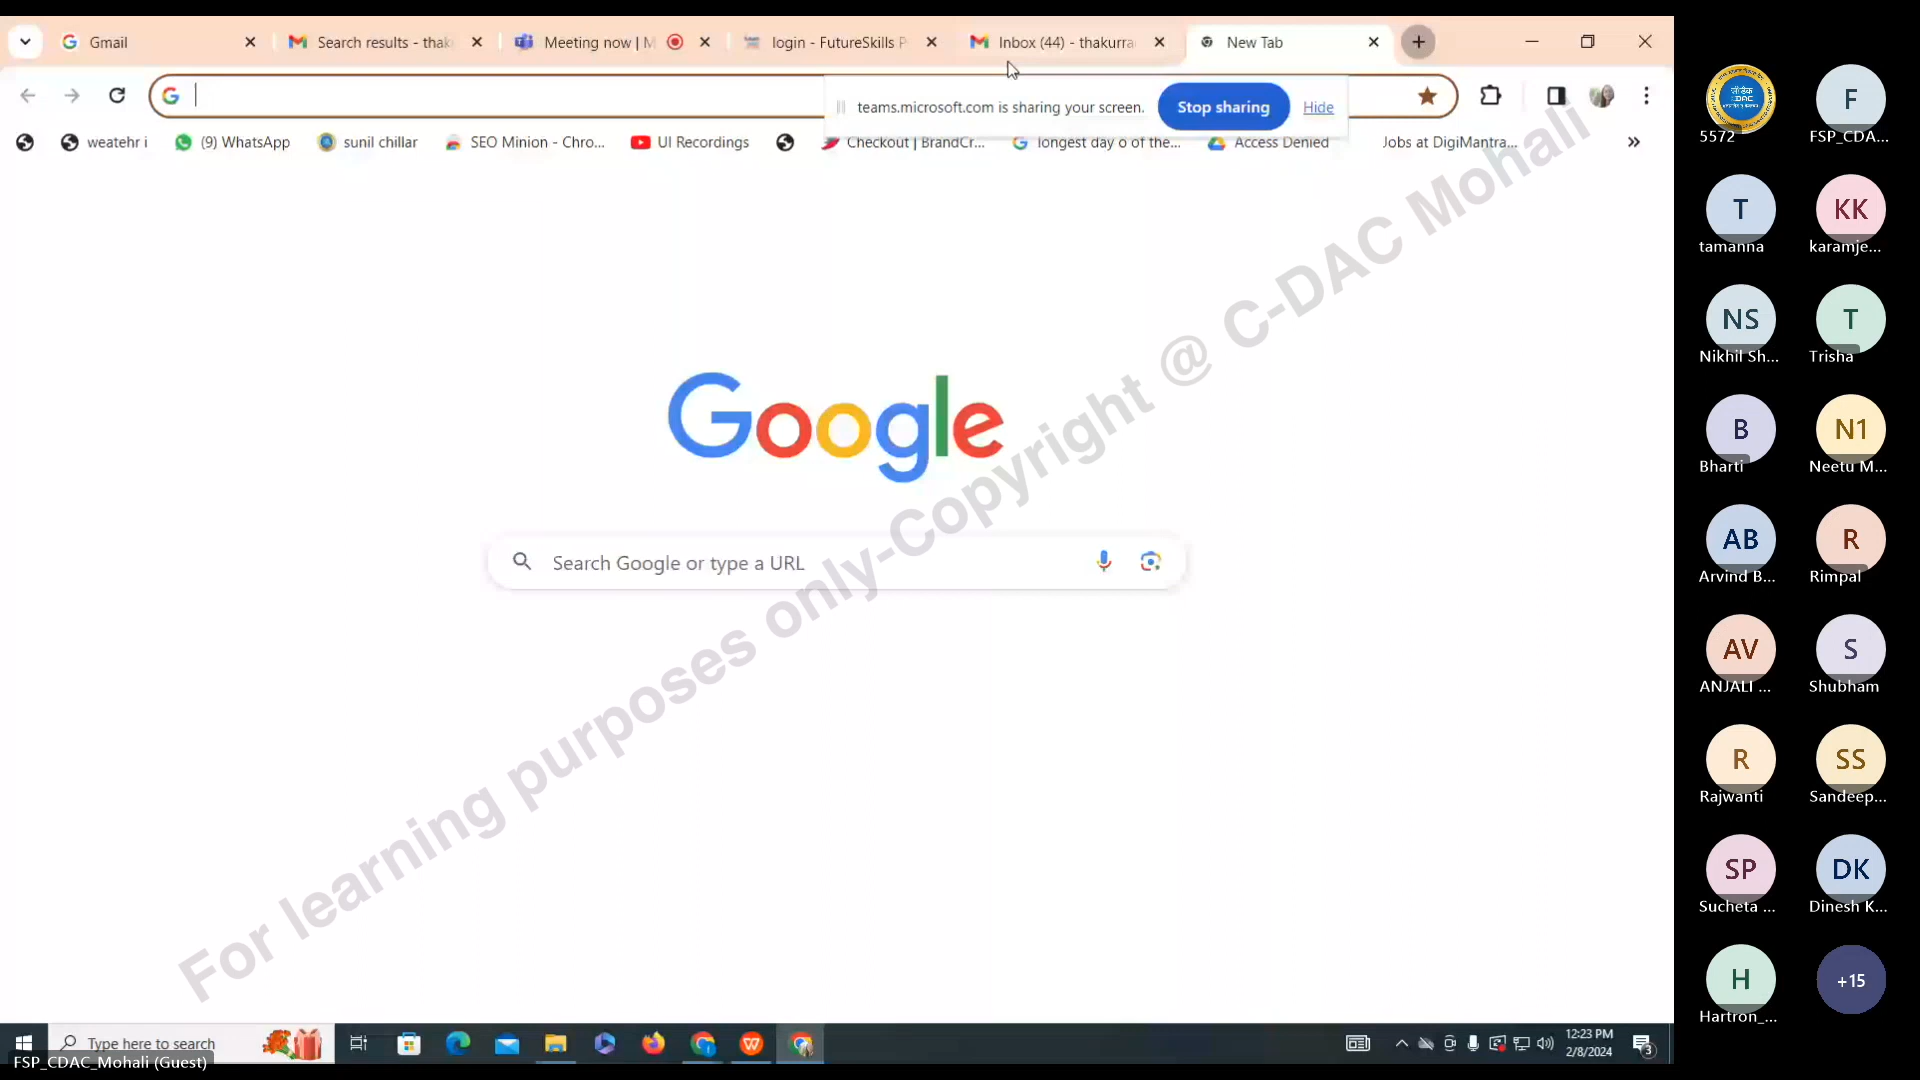 Gmail
Search results - thak
Meeting now | M
login - FutureSkills P
Inbox (44) - thakurra
New Tab
teams.microsoft.com is sharing your screen.
Stop sharing
Hide
weatehr i
(9) WhatsApp
sunil chillar
SEO Minion - Chro...
UI Recordings
Checkout | BrandCr...
longest day o of the...
Access Denied
Jobs at DigiMantra...
Google
Search Google or type a URL
For learning purposes only-Copyright @ C-DAC Mohali
5572
F
FSP_CDA...
T
tamanna
KK
karamje...
NS
Nikhil Sh...
T
Trisha
B
Bharti
N1
Neetu M...
AB
Arvind B...
R
Rimpal
AV
ANJALI ...
S
Shubham
R
Rajwanti
SS
Sandeep...
SP
Sucheta ...
DK
Dinesh K...
H
Hartron_...
+15
Type here to search
12:23 PM
2/8/2024
3
FSP_CDAC_Mohali (Guest)